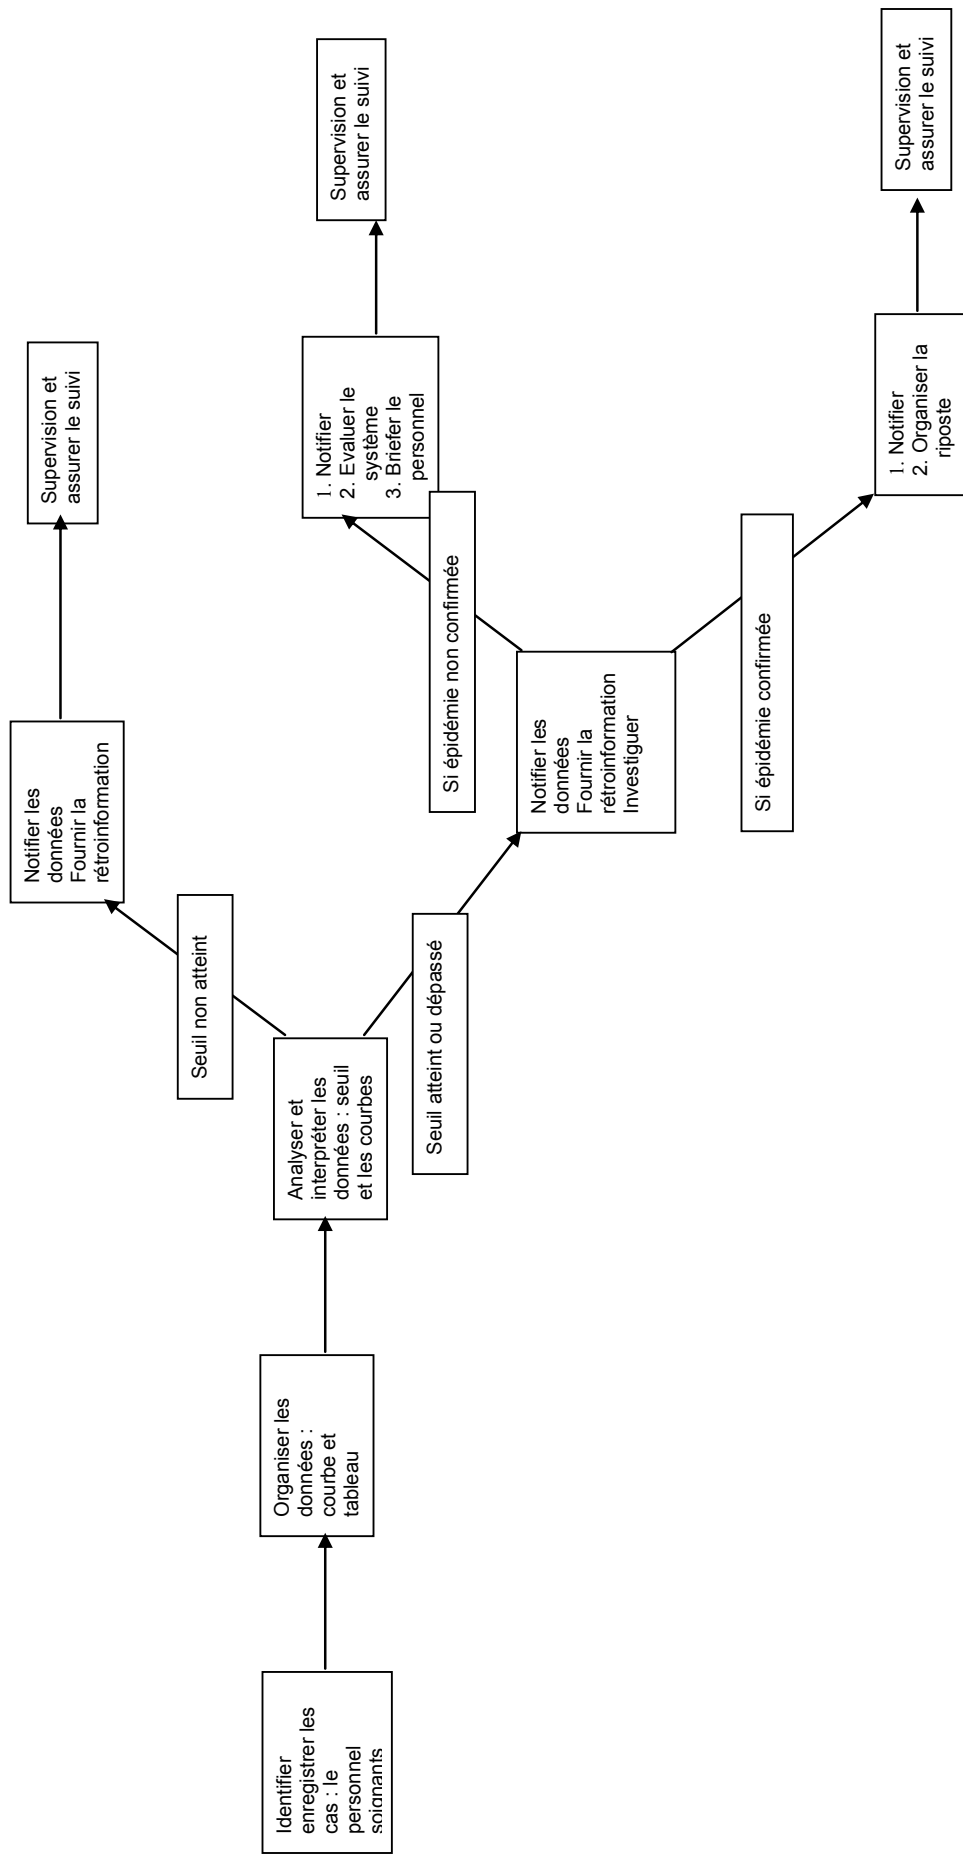 Identifier
enregistrer les
cas : le
personnel
soignants
Organiser les
données :
courbe et
tableau
Analyser et
interpréter les
données : seuil
et les courbes
Seuil non atteint
Notifier les
données
Fournir la
rétroinformation
Supervision et
assurer le suivi
Seuil atteint ou dépassé
Notifier les
données
Fournir la
rétroinformation
Investiguer
Si épidémie non confirmée
1. Notifier
2. Evaluer le
système
3. Briefer le
personnel
Supervision et
assurer le suivi
Si épidémie confirmée
1. Notifier
2. Organiser la
riposte
Supervision et
assurer le suivi